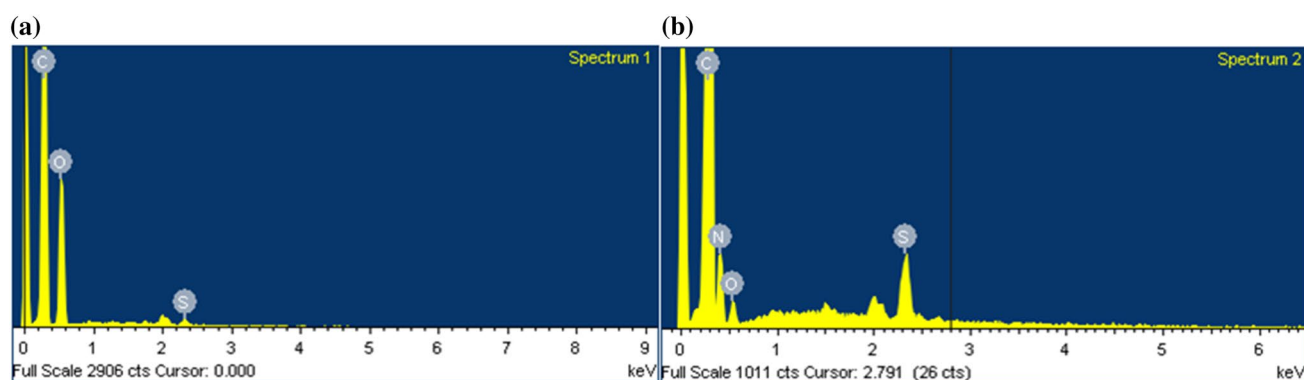 (a)
Spectrum 1
C
O
S
0 1 2 3 4 5 6 7 8 9
Full Scale 2906 cts Cursor: 0.000 keV
(b)
Spectrum 2
C
N
S
O
0 1 2 3 4 5 6
Full Scale 1011 cts Cursor: 2.791 (26 cts) keV